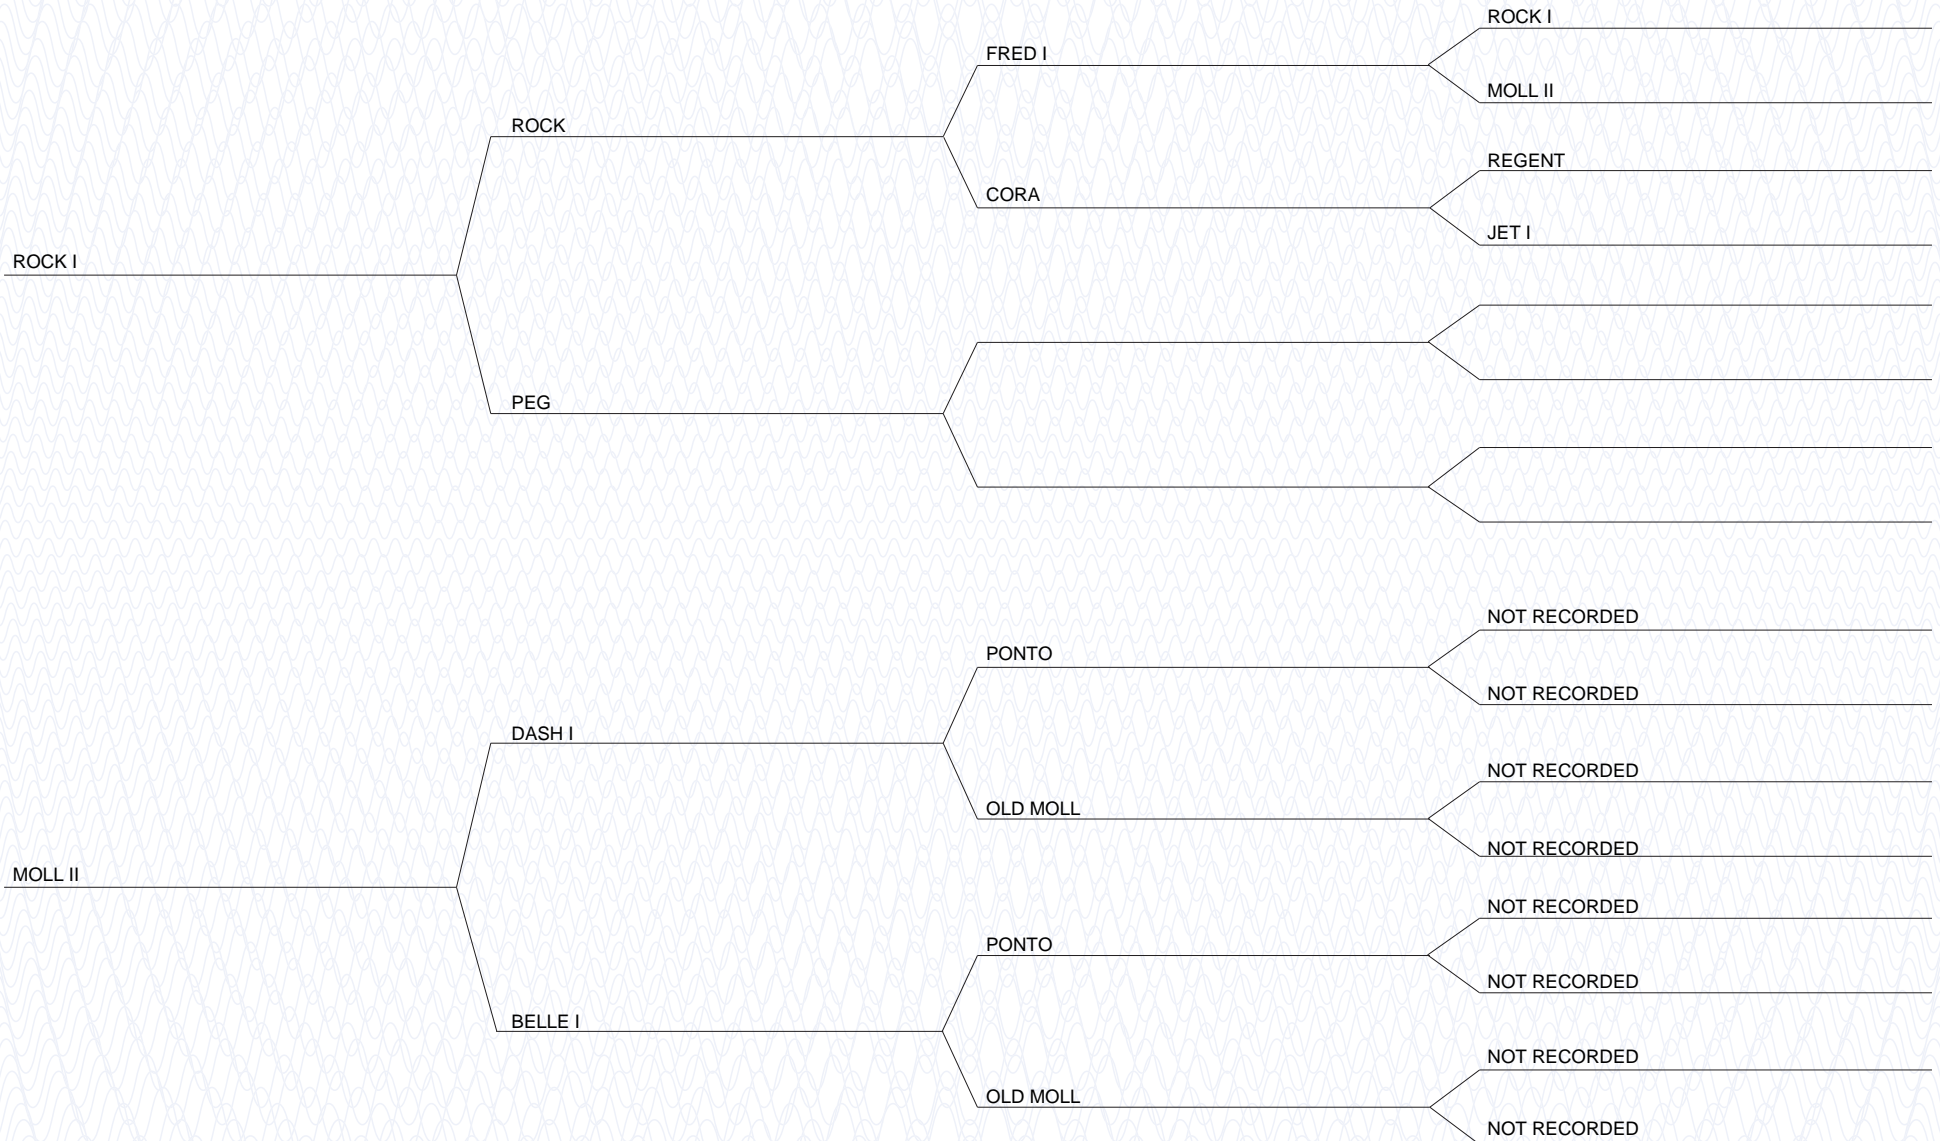 ROCK I
FRED I
MOLL II
ROCK
REGENT
CORA
JET I
ROCK I
PEG
NOT RECORDED
PONTO
NOT RECORDED
DASH I
NOT RECORDED
OLD MOLL
NOT RECORDED
MOLL II
NOT RECORDED
PONTO
NOT RECORDED
BELLE I
NOT RECORDED
OLD MOLL
NOT RECORDED